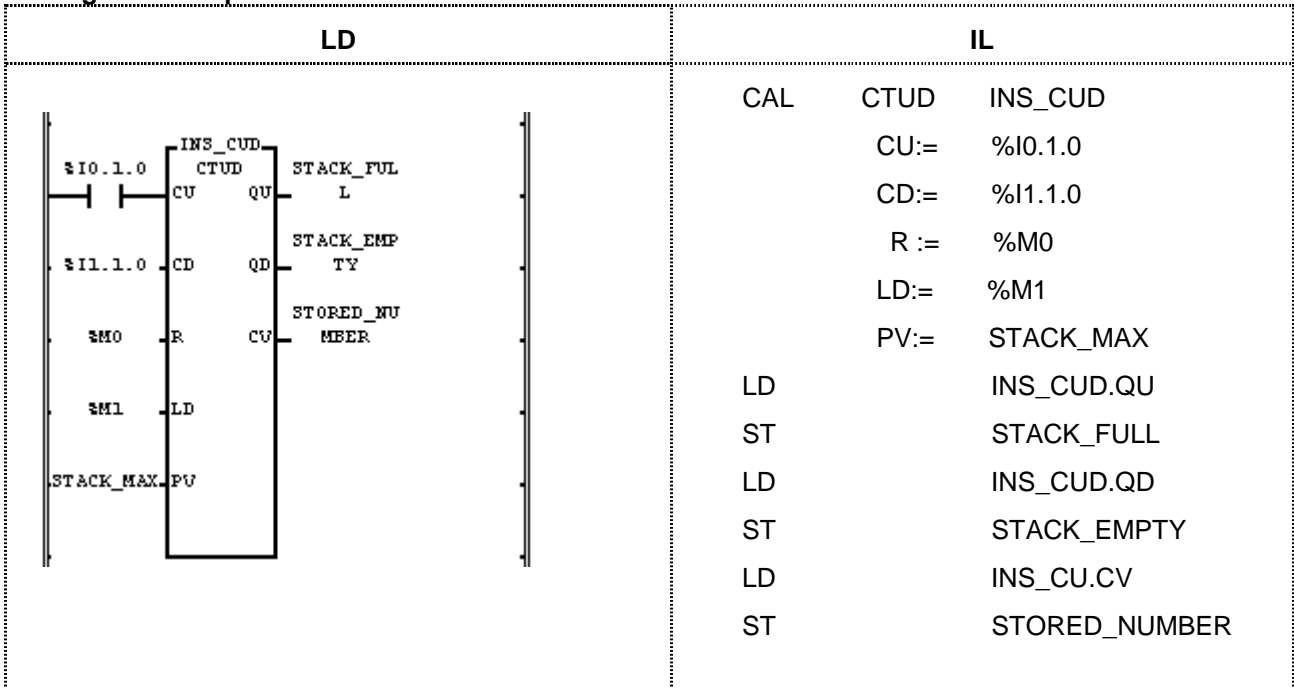 LD
IL
INS_CUD
%I0.1.0 CTUD STACK_FUL
CU QU L
STACK_EMP
%I1.1.0 CD QD TY
STORED_NU
%M0 R CV MBER
%M1 LD
STACK_MAX PV
CAL CTUD INS_CUD
CU:= %I0.1.0
CD:= %I1.1.0
R := %M0
LD:= %M1
PV:= STACK_MAX
LD INS_CUD.QU
ST STACK_FULL
LD INS_CUD.QD
ST STACK_EMPTY
LD INS_CU.CV
ST STORED_NUMBER